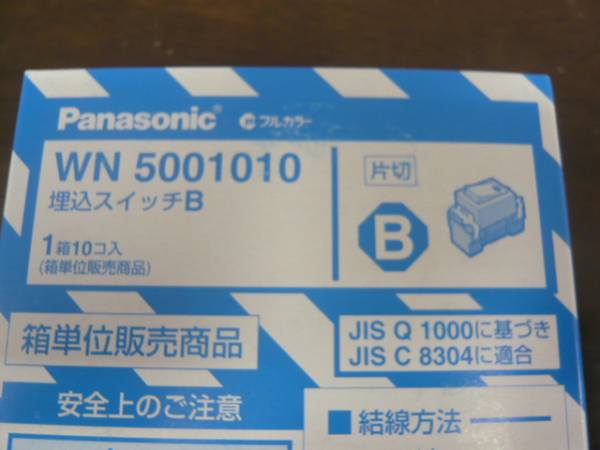 Panasonic® フルカラー
WN 5001010
埋込スイッチB
1箱10コ入
(箱単位販売商品)
片切
B
箱単位販売商品
JIS Q 1000に基づき
JIS C 8304に適合
安全上のご注意
■ 結線方法